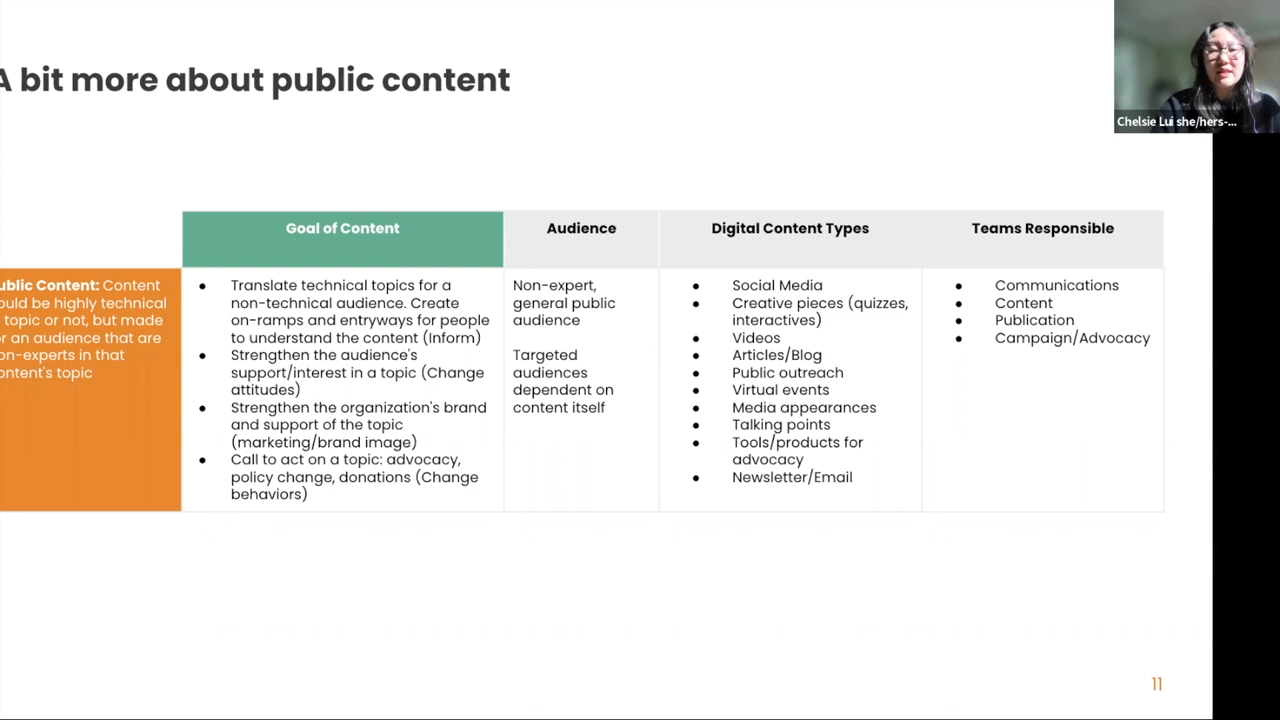 A bit more about public content
Chelsie Lui she/hers-...
Goal of Content
Audience
Digital Content Types
Teams Responsible
ublic Content: Content
ould be highly technical
topic or not, but made
r an audience that are
on-experts in that
ontent's topic
● Translate technical topics for a
non-technical audience. Create
on-ramps and entryways for people
to understand the content (Inform)
● Strengthen the audience's
support/interest in a topic (Change
attitudes)
● Strengthen the organization's brand
and support of the topic
(marketing/brand image)
● Call to act on a topic: advocacy,
policy change, donations (Change
behaviors)
Non-expert,
general public
audience
Targeted
audiences
dependent on
content itself
● Social Media
● Creative pieces (quizzes,
interactives)
● Videos
● Articles/Blog
● Public outreach
● Virtual events
● Media appearances
● Talking points
● Tools/products for
advocacy
● Newsletter/Email
● Communications
● Content
● Publication
● Campaign/Advocacy
11